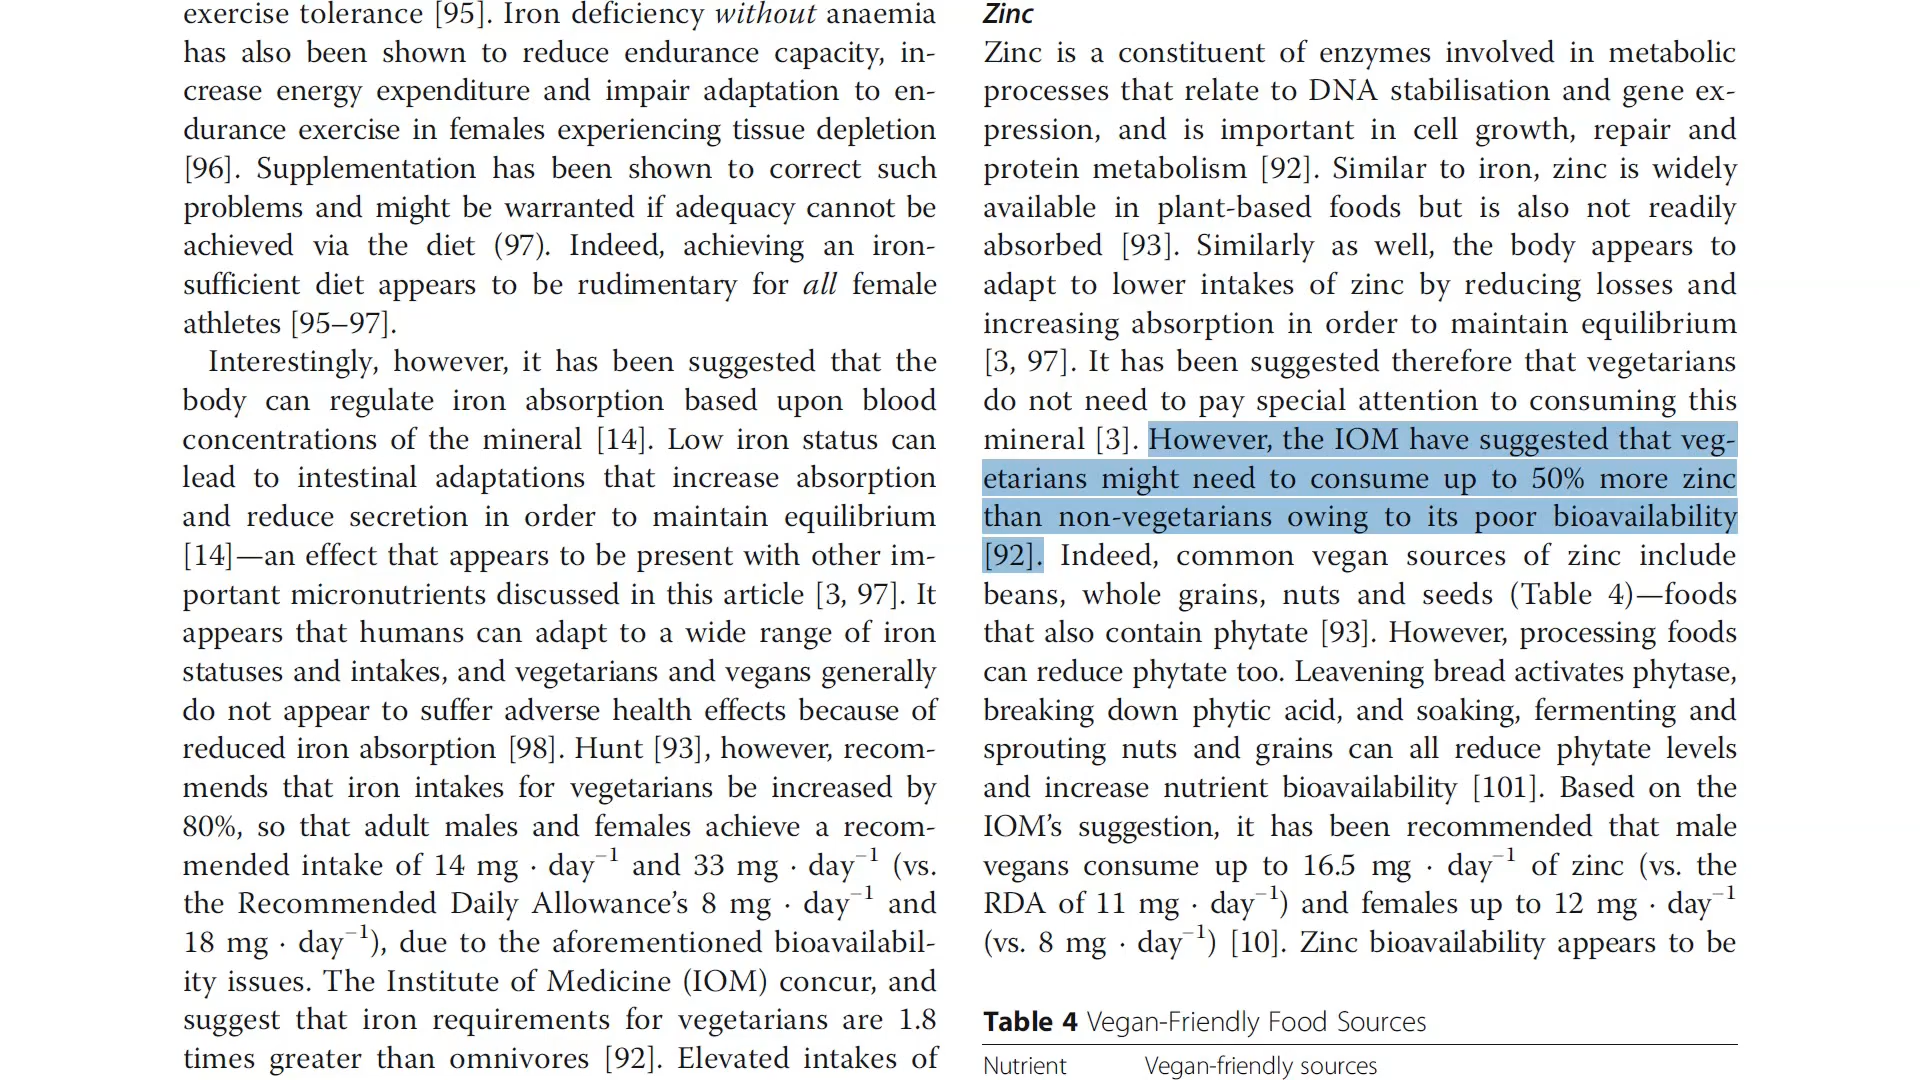 exercise tolerance [95]. Iron deficiency without anaemia
has also been shown to reduce endurance capacity, in-
crease energy expenditure and impair adaptation to en-
durance exercise in females experiencing tissue depletion
[96]. Supplementation has been shown to correct such
problems and might be warranted if adequacy cannot be
achieved via the diet (97). Indeed, achieving an iron-
sufficient diet appears to be rudimentary for all female
athletes [95–97].
Interestingly, however, it has been suggested that the
body can regulate iron absorption based upon blood
concentrations of the mineral [14]. Low iron status can
lead to intestinal adaptations that increase absorption
and reduce secretion in order to maintain equilibrium
[14]—an effect that appears to be present with other im-
portant micronutrients discussed in this article [3, 97]. It
appears that humans can adapt to a wide range of iron
statuses and intakes, and vegetarians and vegans generally
do not appear to suffer adverse health effects because of
reduced iron absorption [98]. Hunt [93], however, recom-
mends that iron intakes for vegetarians be increased by
80%, so that adult males and females achieve a recom-
mended intake of 14 mg · day⁻¹ and 33 mg · day⁻¹ (vs.
the Recommended Daily Allowance’s 8 mg · day⁻¹ and
18 mg · day⁻¹), due to the aforementioned bioavailabil-
ity issues. The Institute of Medicine (IOM) concur, and
suggest that iron requirements for vegetarians are 1.8
times greater than omnivores [92]. Elevated intakes of
Zinc
Zinc is a constituent of enzymes involved in metabolic
processes that relate to DNA stabilisation and gene ex-
pression, and is important in cell growth, repair and
protein metabolism [92]. Similar to iron, zinc is widely
available in plant-based foods but is also not readily
absorbed [93]. Similarly as well, the body appears to
adapt to lower intakes of zinc by reducing losses and
increasing absorption in order to maintain equilibrium
[3, 97]. It has been suggested therefore that vegetarians
do not need to pay special attention to consuming this
mineral [3]. However, the IOM have suggested that veg-
etarians might need to consume up to 50% more zinc
than non-vegetarians owing to its poor bioavailability
[92]. Indeed, common vegan sources of zinc include
beans, whole grains, nuts and seeds (Table 4)—foods
that also contain phytate [93]. However, processing foods
can reduce phytate too. Leavening bread activates phytase,
breaking down phytic acid, and soaking, fermenting and
sprouting nuts and grains can all reduce phytate levels
and increase nutrient bioavailability [101]. Based on the
IOM’s suggestion, it has been recommended that male
vegans consume up to 16.5 mg · day⁻¹ of zinc (vs. the
RDA of 11 mg · day⁻¹) and females up to 12 mg · day⁻¹
(vs. 8 mg · day⁻¹) [10]. Zinc bioavailability appears to be
Table 4 Vegan-Friendly Food Sources
Nutrient Vegan-friendly sources